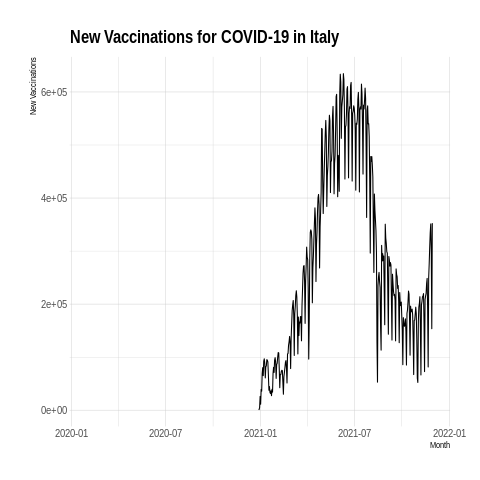 New Vaccinations for COVID-19 in Italy
New Vaccinations
6e+05
4e+05
2e+05
0e+00
2020-01 2020-07 2021-01 2021-07 2022-01
Month